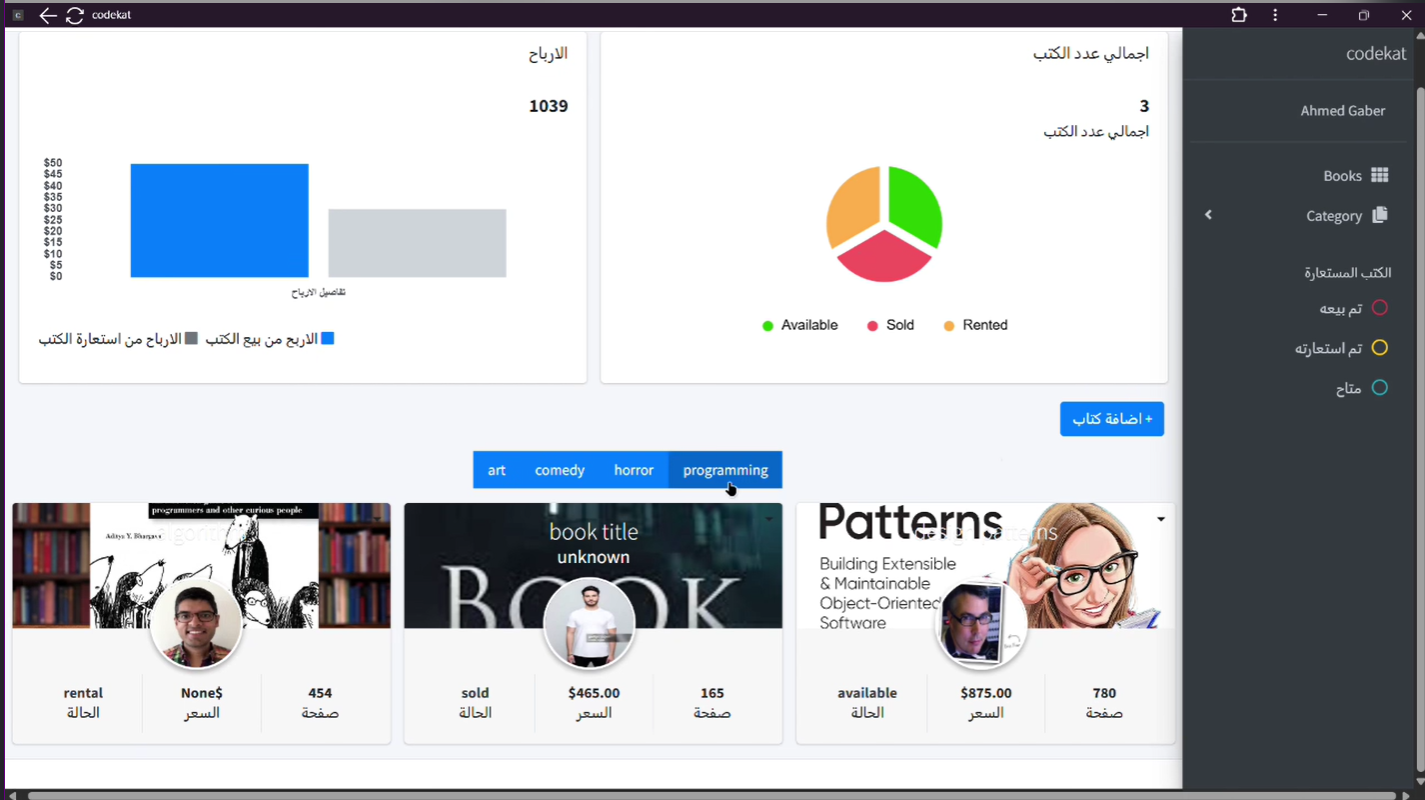 codekat
codekat
Ahmed Gaber
Books
Category
الكتب المستعارة
تم بيعه
تم استعارته
متاح
اجمالي عدد الكتب
3
اجمالي عدد الكتب
Available
Sold
Rented
الارباح
1039
$50
$45
$40
$35
$30
$25
$20
$15
$10
$5
$0
تفاصيل الارباح
الاربح من بيع الكتب
الارباح من استعارة الكتب
+ اضافة كتاب
art comedy horror programming
programmers and other curious people
Aditya Y. Bhargava
rental
الحالة
None$
السعر
454
صفحة
book title
unknown
BOOK
sold
الحالة
$465.00
السعر
165
صفحة
Patterns
design patterns
Building Extensible
& Maintainable
Object-Oriented
Software
available
الحالة
$875.00
السعر
780
صفحة